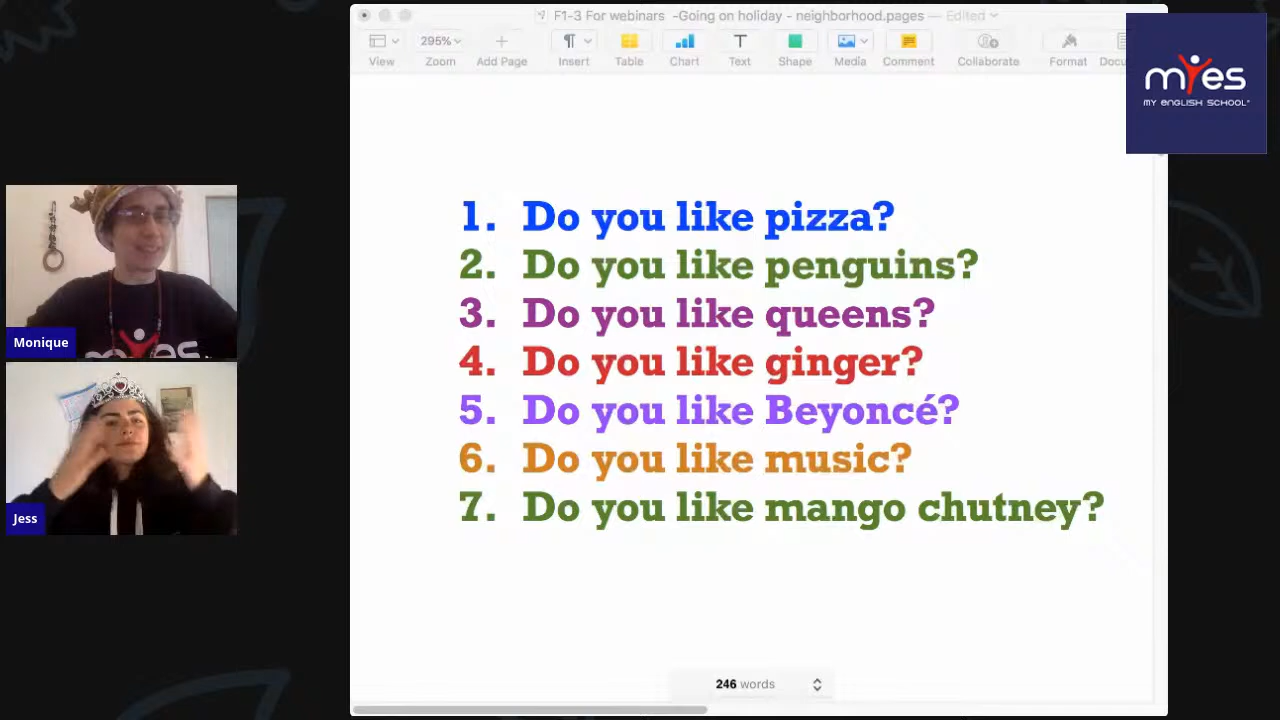 F1-3 For webinars -Going on holiday - neighborhood.pages — Edited
295%
View Zoom Add Page Insert Table Chart Text Shape Media Comment Collaborate Format
myes
MY ENGLISH SCHOOL
1. Do you like pizza?
2. Do you like penguins?
3. Do you like queens?
4. Do you like ginger?
5. Do you like Beyoncé?
6. Do you like music?
7. Do you like mango chutney?
myes
Monique
Jess
246 words